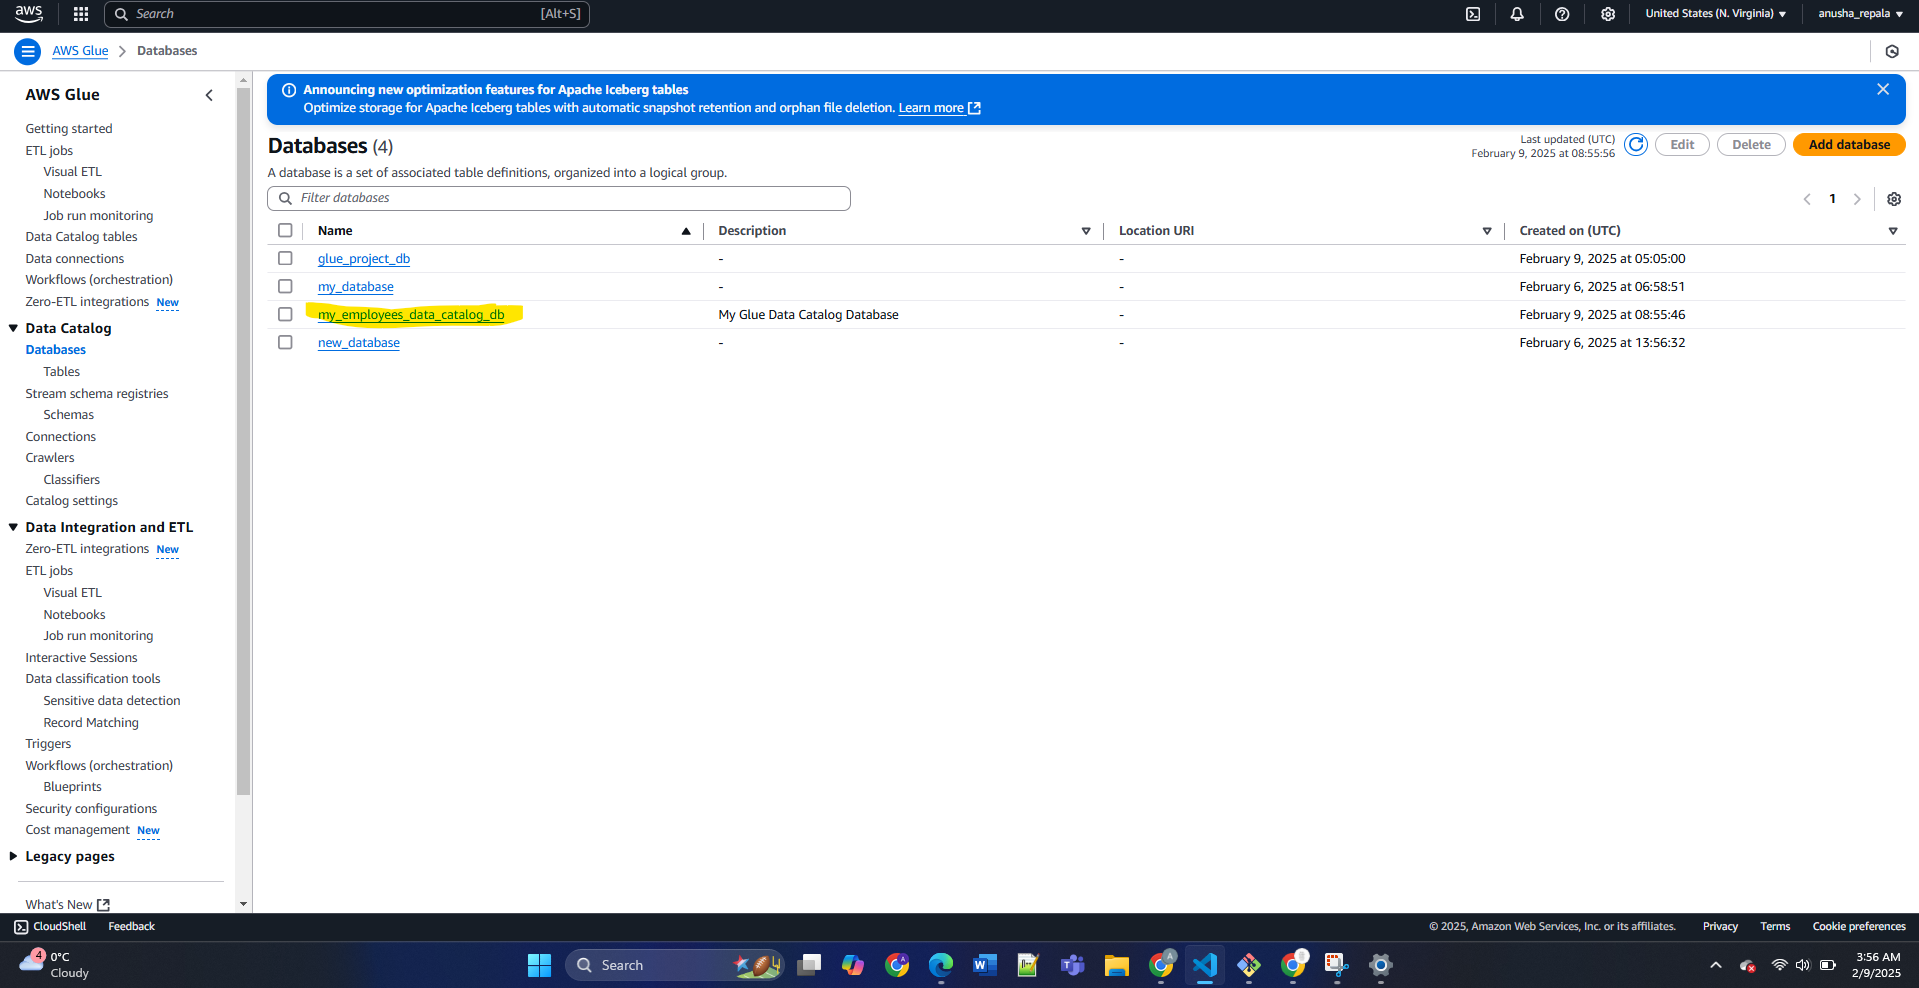 aws Search [Alt+S] United States (N. Virginia) anusha_repala
AWS Glue Databases
AWS Glue
Getting started
ETL jobs
Visual ETL
Notebooks
Job run monitoring
Data Catalog tables
Data connections
Workflows (orchestration)
Zero-ETL integrations New
Data Catalog
Databases
Tables
Stream schema registries
Schemas
Connections
Crawlers
Classifiers
Catalog settings
Data Integration and ETL
Zero-ETL integrations New
ETL jobs
Visual ETL
Notebooks
Job run monitoring
Interactive Sessions
Data classification tools
Sensitive data detection
Record Matching
Triggers
Workflows (orchestration)
Blueprints
Security configurations
Cost management New
Legacy pages
What's New
Announcing new optimization features for Apache Iceberg tables
Optimize storage for Apache Iceberg tables with automatic snapshot retention and orphan file deletion. Learn more
Databases (4)
Last updated (UTC)
February 9, 2025 at 08:55:56
Edit Delete Add database
A database is a set of associated table definitions, organized into a logical group.
Filter databases
1
Name Description Location URI Created on (UTC)
glue_project_db - - February 9, 2025 at 05:05:00
my_database - - February 6, 2025 at 06:58:51
my_employees_data_catalog_db My Glue Data Catalog Database - February 9, 2025 at 08:55:46
new_database - - February 6, 2025 at 13:56:32
CloudShell Feedback © 2025, Amazon Web Services, Inc. or its affiliates. Privacy Terms Cookie preferences
4
0°C
Cloudy
Search
3:56 AM
2/9/2025